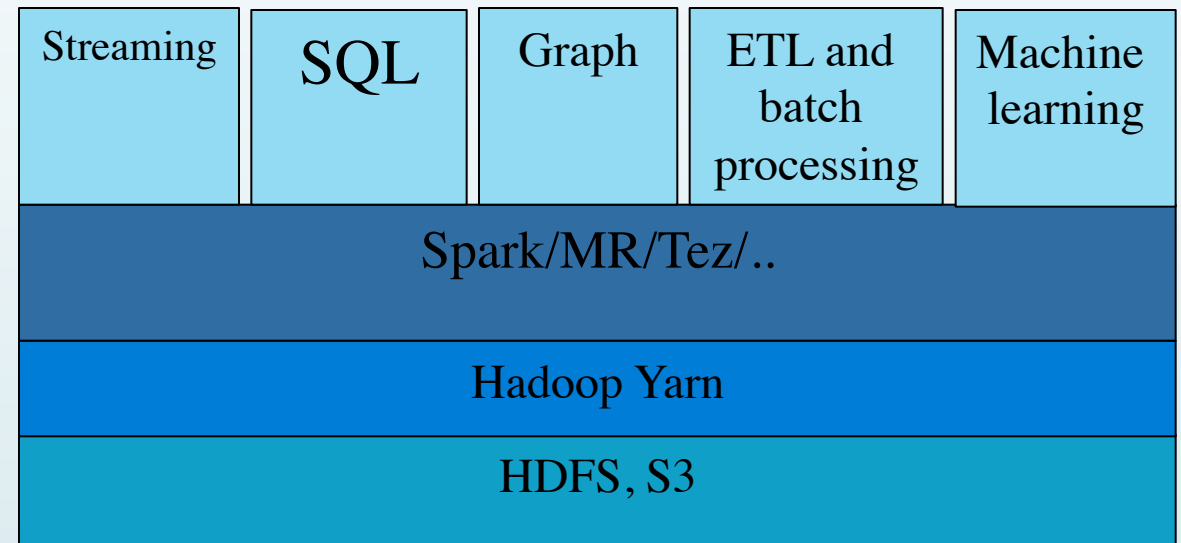 Streaming
SQL
Graph
ETL and
batch
processing
Machine
learning
Spark/MR/Tez/..
Hadoop Yarn
HDFS, S3